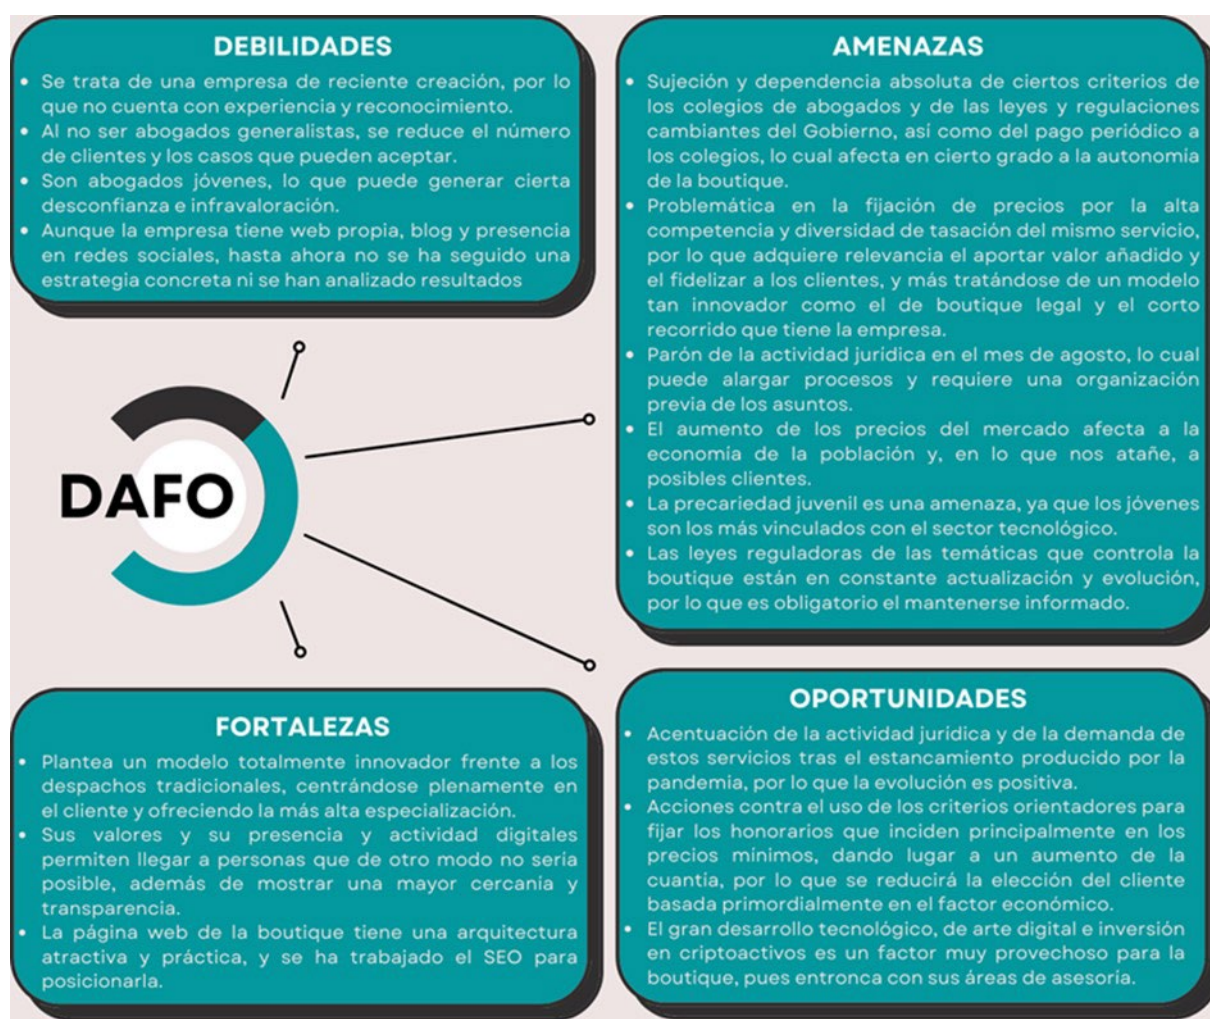 DEBILIDADES
• Se trata de una empresa de reciente creación, por lo
que no cuenta con experiencia y reconocimiento.
• Al no ser abogados generalistas, se reduce el número
de clientes y los casos que pueden aceptar.
• Son abogados jóvenes, lo que puede generar cierta
desconfianza e infravaloración.
• Aunque la empresa tiene web propia, blog y presencia
en redes sociales, hasta ahora no se ha seguido una
estrategia concreta ni se han analizado resultados
AMENAZAS
• Sujeción y dependencia absoluta de ciertos criterios de
los colegios de abogados y de las leyes y regulaciones
cambiantes del Gobierno, así como del pago periódico a
los colegios, lo cual afecta en cierto grado a la autonomía
de la boutique.
• Problemática en la fijación de precios por la alta
competencia y diversidad de tasación del mismo servicio,
por lo que adquiere relevancia el aportar valor añadido y
el fidelizar a los clientes, y más tratándose de un modelo
tan innovador como el de boutique legal y el corto
recorrido que tiene la empresa.
• Parón de la actividad jurídica en el mes de agosto, lo cual
puede alargar procesos y requiere una organización
previa de los asuntos.
• El aumento de los precios del mercado afecta a la
economía de la población y, en lo que nos atañe, a
posibles clientes.
• La precariedad juvenil es una amenaza, ya que los jóvenes
son los más vinculados con el sector tecnológico.
• Las leyes reguladoras de las temáticas que controla la
boutique están en constante actualización y evolución,
por lo que es obligatorio el mantenerse informado.
DAFO
FORTALEZAS
• Plantea un modelo totalmente innovador frente a los
despachos tradicionales, centrándose plenamente en
el cliente y ofreciendo la más alta especialización.
• Sus valores y su presencia y actividad digitales
permiten llegar a personas que de otro modo no sería
posible, además de mostrar una mayor cercanía y
transparencia.
• La página web de la boutique tiene una arquitectura
atractiva y práctica, y se ha trabajado el SEO para
posicionarla.
OPORTUNIDADES
• Acentuación de la actividad jurídica y de la demanda de
estos servicios tras el estancamiento producido por la
pandemia, por lo que la evolución es positiva.
• Acciones contra el uso de los criterios orientadores para
fijar los honorarios que inciden principalmente en los
precios mínimos, dando lugar a un aumento de la
cuantía, por lo que se reducirá la elección del cliente
basada primordialmente en el factor económico.
• El gran desarrollo tecnológico, de arte digital e inversión
en criptoactivos es un factor muy provechoso para la
boutique, pues entronca con sus áreas de asesoría.